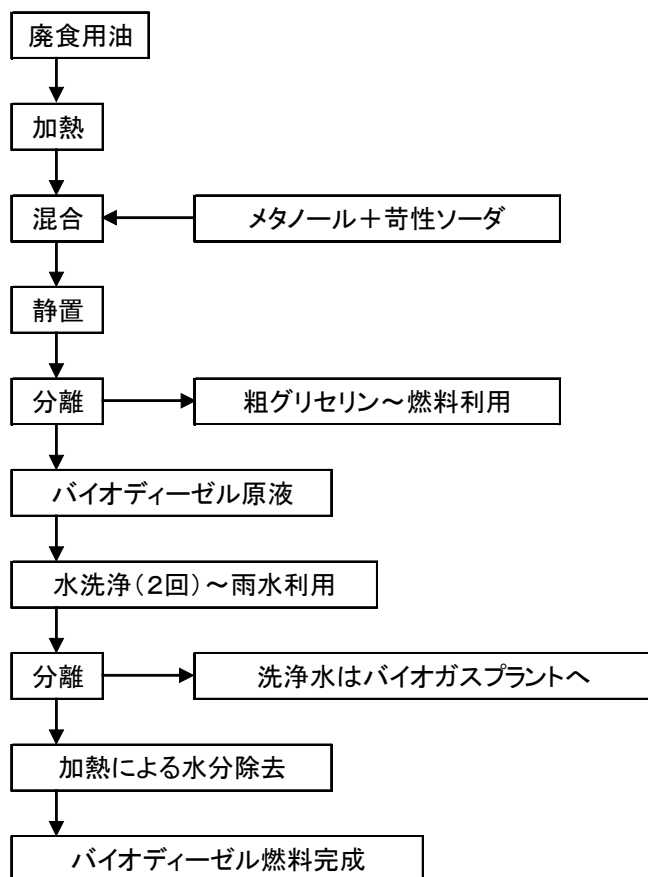 廃食用油
加熱
混合
メタノール＋苛性ソーダ
静置
分離
粗グリセリン～燃料利用
バイオディーゼル原液
水洗浄(２回)～雨水利用
分離
洗浄水はバイオガスプラントへ
加熱による水分除去
バイオディーゼル燃料完成